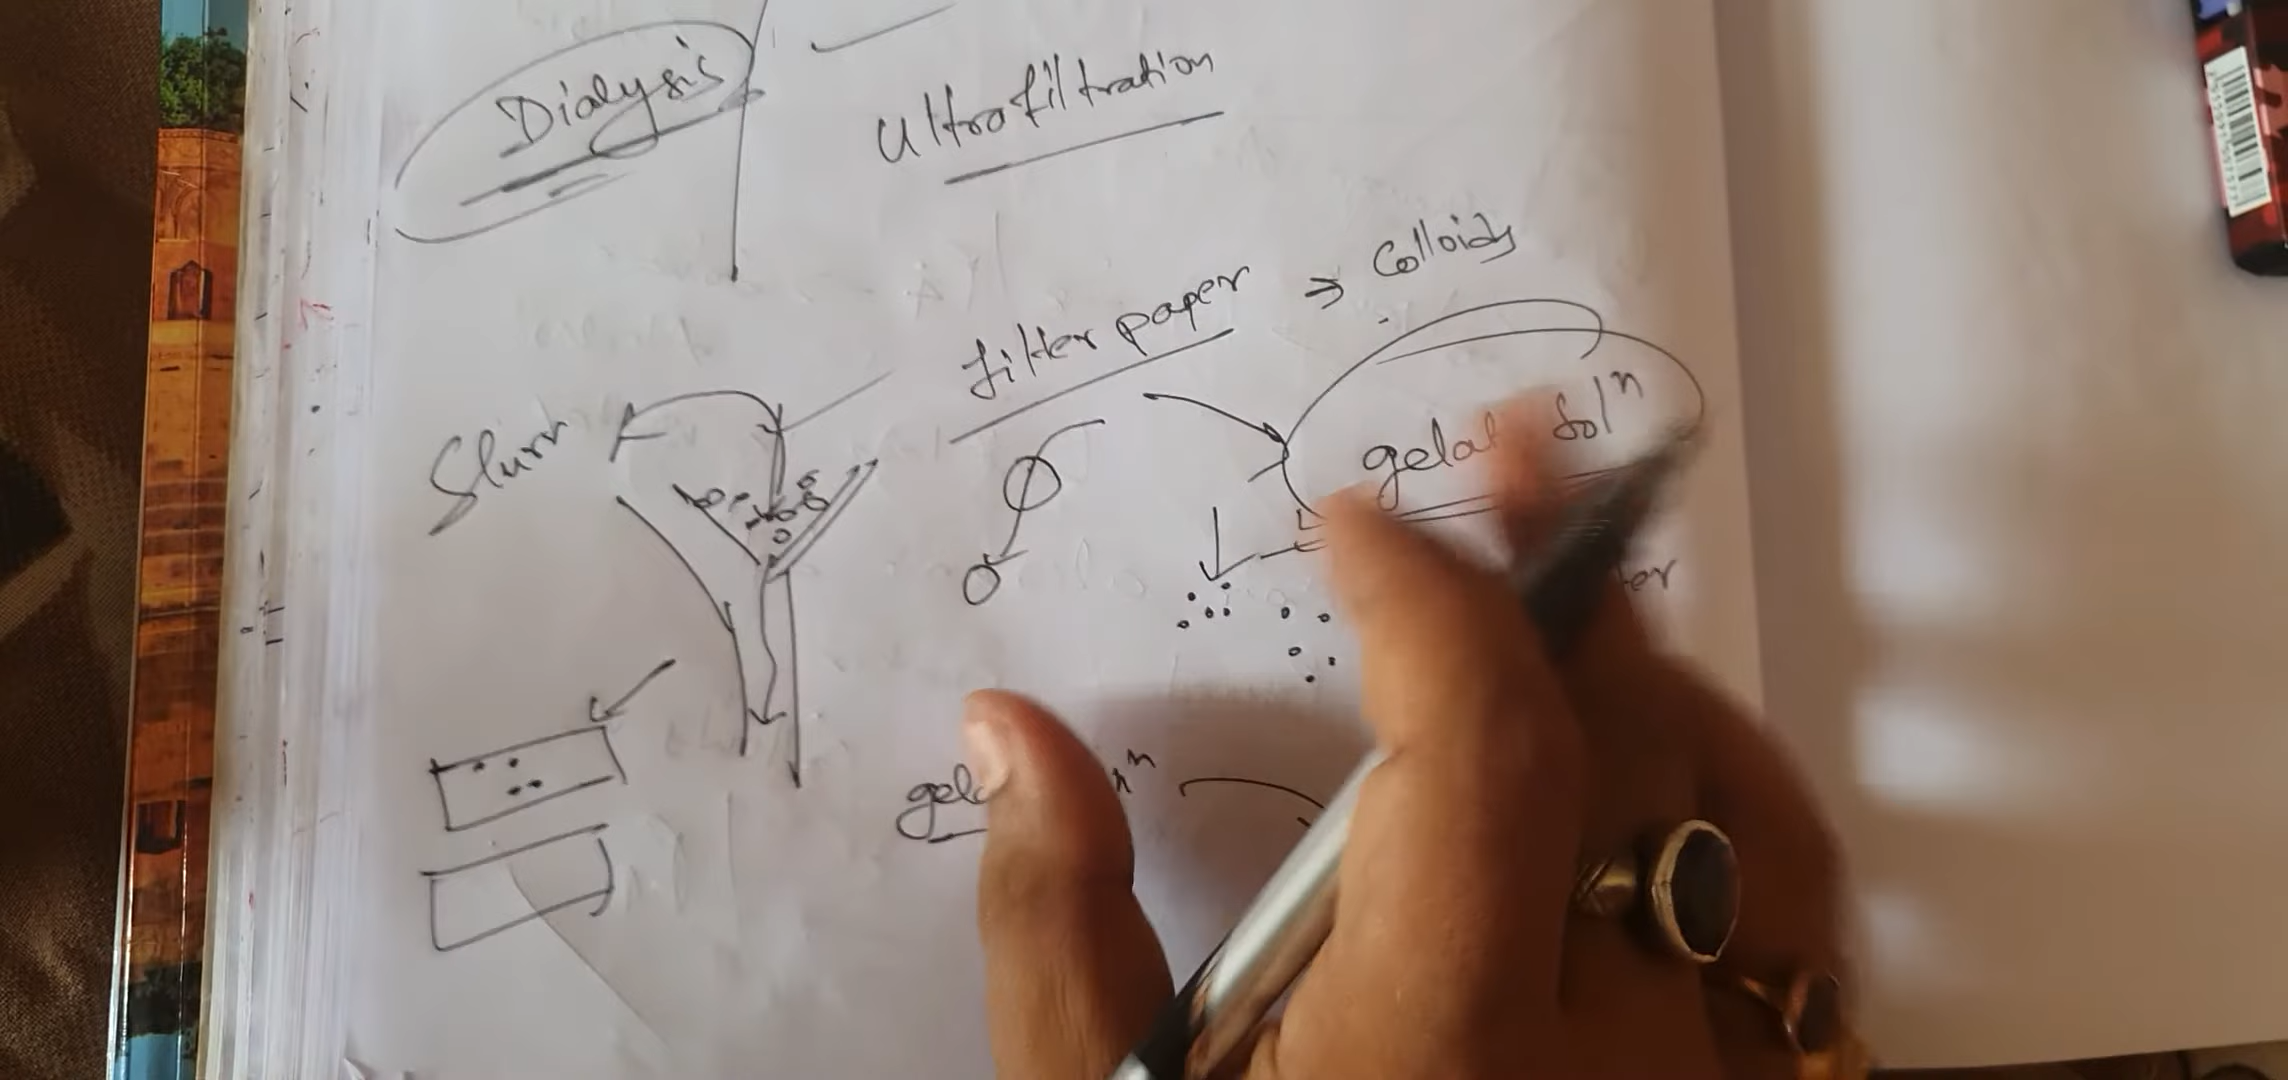 Dialysis
Ultrafiltration
filter paper → Colloids
Slurr
solⁿ